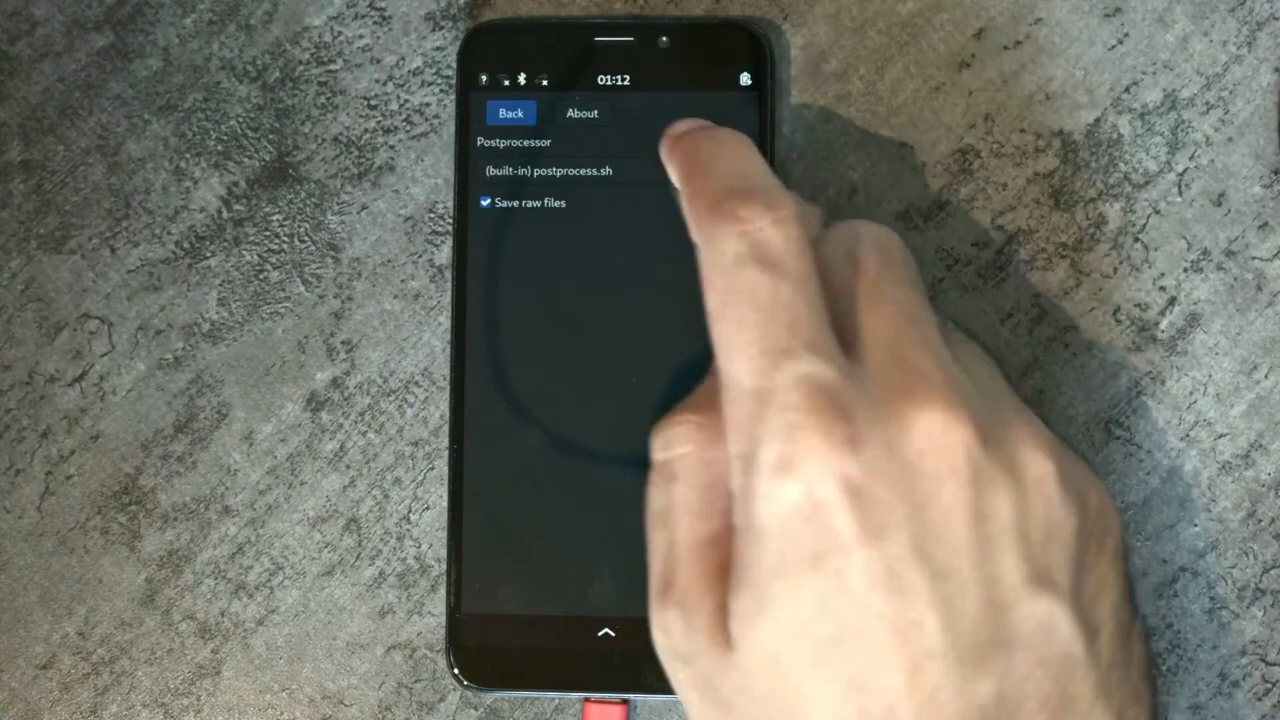 01:12
Back About
Postprocessor
(built-in) postprocess.sh
Save raw files